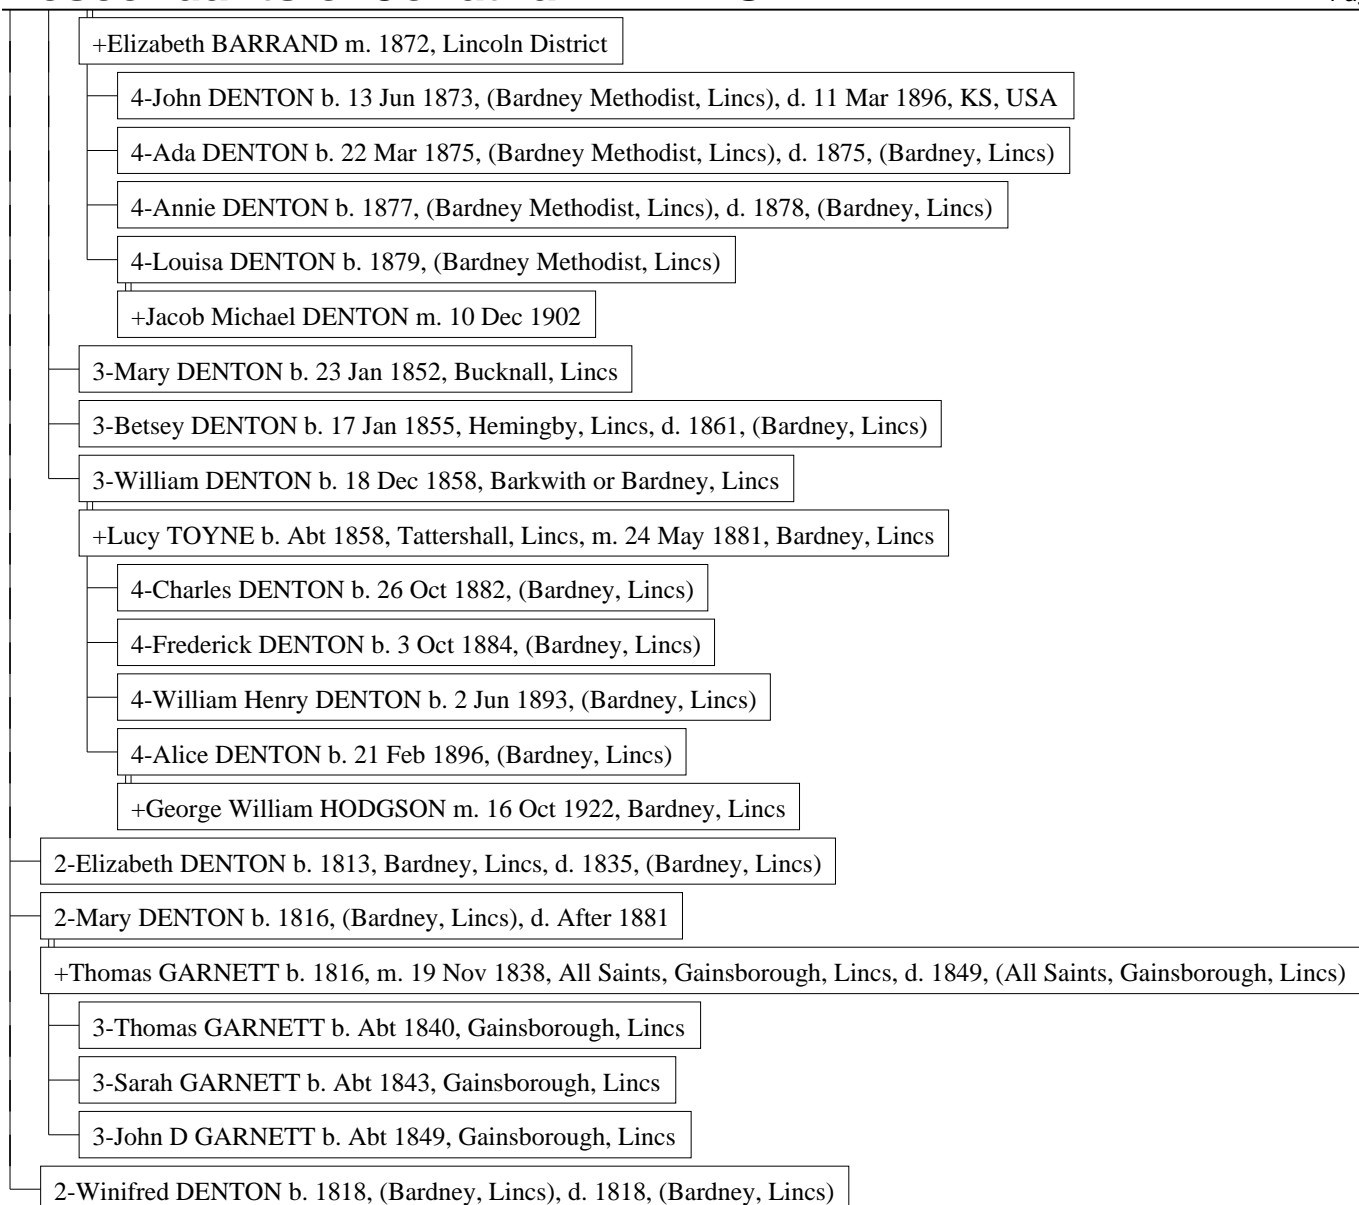 +Elizabeth BARRAND m. 1872, Lincoln District
4-John DENTON b. 13 Jun 1873, (Bardney Methodist, Lincs), d. 11 Mar 1896, KS, USA
4-Ada DENTON b. 22 Mar 1875, (Bardney Methodist, Lincs), d. 1875, (Bardney, Lincs)
4-Annie DENTON b. 1877, (Bardney Methodist, Lincs), d. 1878, (Bardney, Lincs)
4-Louisa DENTON b. 1879, (Bardney Methodist, Lincs)
+Jacob Michael DENTON m. 10 Dec 1902
3-Mary DENTON b. 23 Jan 1852, Bucknall, Lincs
3-Betsey DENTON b. 17 Jan 1855, Hemingby, Lincs, d. 1861, (Bardney, Lincs)
3-William DENTON b. 18 Dec 1858, Barkwith or Bardney, Lincs
+Lucy TOYNE b. Abt 1858, Tattershall, Lincs, m. 24 May 1881, Bardney, Lincs
4-Charles DENTON b. 26 Oct 1882, (Bardney, Lincs)
4-Frederick DENTON b. 3 Oct 1884, (Bardney, Lincs)
4-William Henry DENTON b. 2 Jun 1893, (Bardney, Lincs)
4-Alice DENTON b. 21 Feb 1896, (Bardney, Lincs)
+George William HODGSON m. 16 Oct 1922, Bardney, Lincs
2-Elizabeth DENTON b. 1813, Bardney, Lincs, d. 1835, (Bardney, Lincs)
2-Mary DENTON b. 1816, (Bardney, Lincs), d. After 1881
+Thomas GARNETT b. 1816, m. 19 Nov 1838, All Saints, Gainsborough, Lincs, d. 1849, (All Saints, Gainsborough, Lincs)
3-Thomas GARNETT b. Abt 1840, Gainsborough, Lincs
3-Sarah GARNETT b. Abt 1843, Gainsborough, Lincs
3-John D GARNETT b. Abt 1849, Gainsborough, Lincs
2-Winifred DENTON b. 1818, (Bardney, Lincs), d. 1818, (Bardney, Lincs)